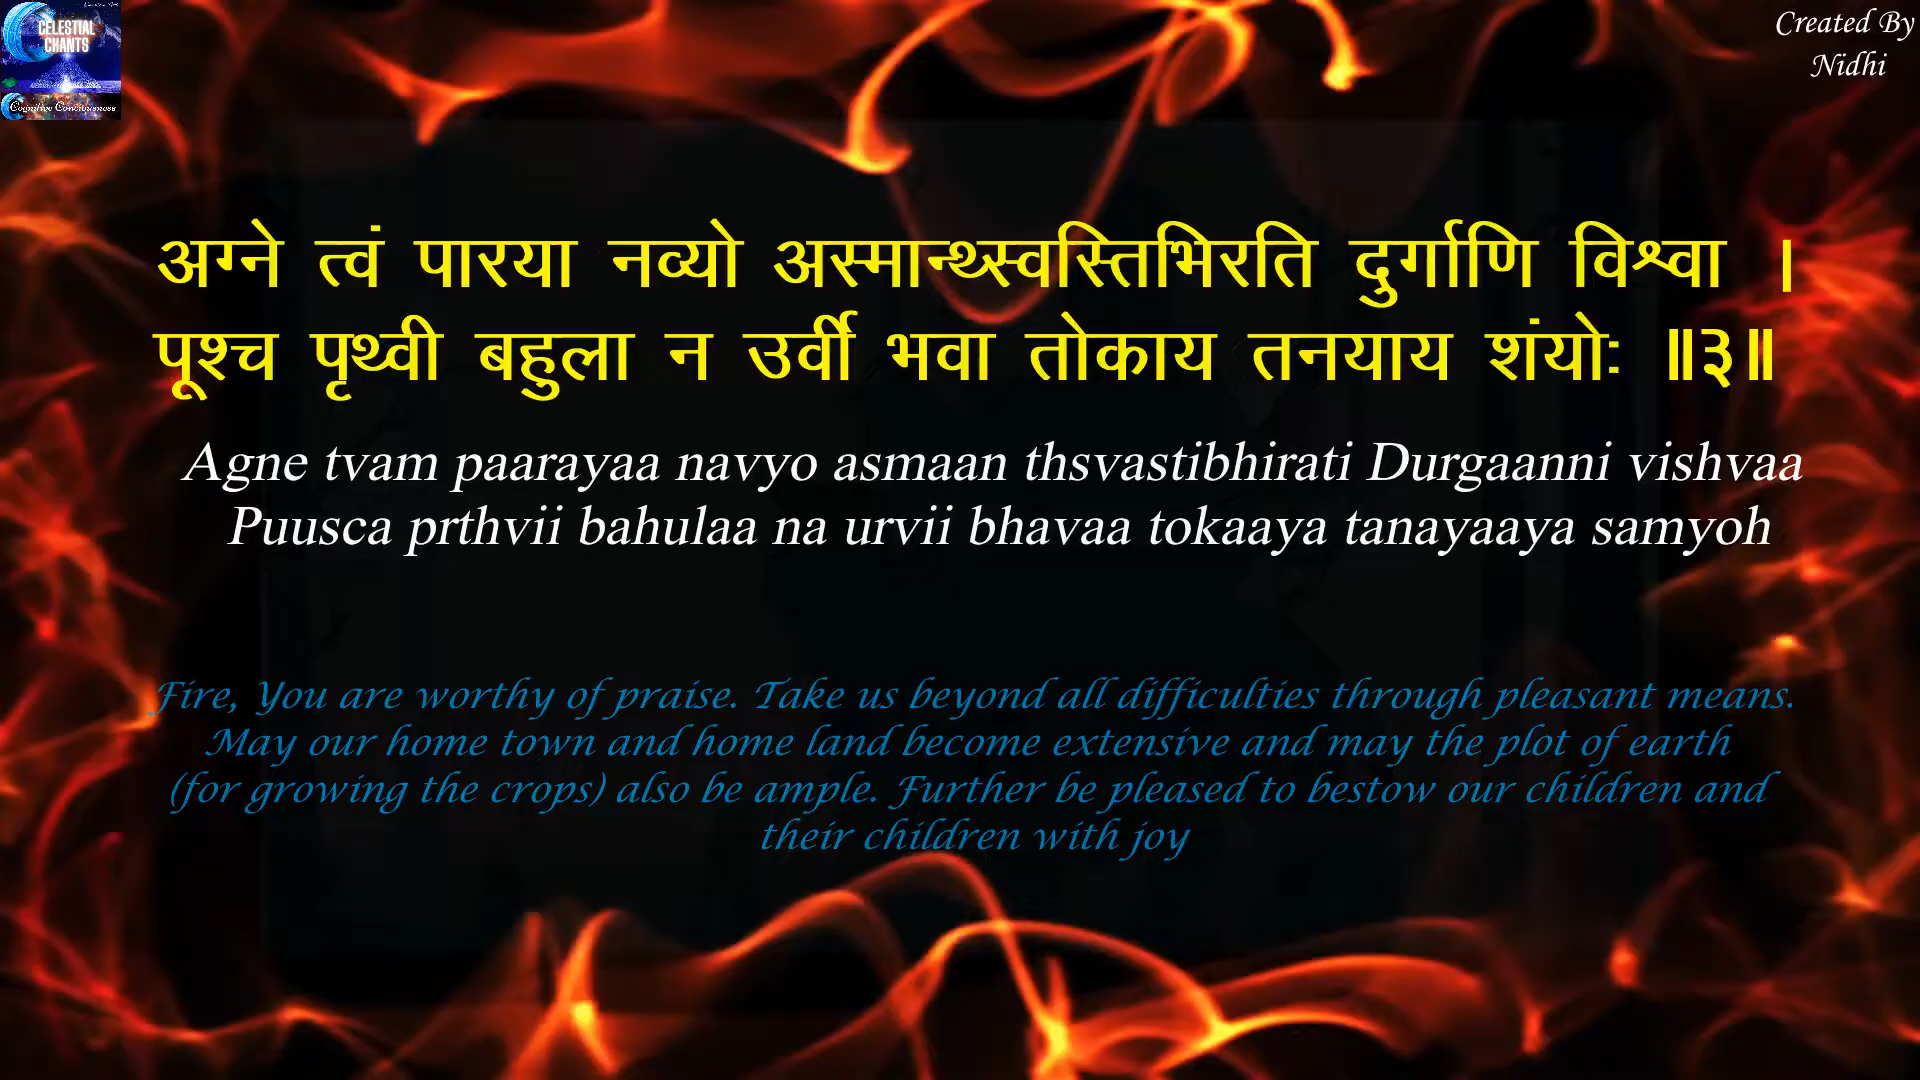 CELESTIAL
CHANTS
Cognitive Conciousness
Created By
Nidhi
अग्ने त्वं पारया नव्यो अस्मान्थ्स्वस्तिभिरति दुर्गाणि विश्वा ।
पूश्च पृथ्वी बहुला न उर्वी भवा तोकाय तनयाय शंयोः ॥३॥
Agne tvam paarayaa navyo asmaan thsvastibhirati Durgaanni vishvaa
Puusca prthvii bahulaa na urvii bhavaa tokaaya tanayaaya samyoh
Fire, You are worthy of praise. Take us beyond all difficulties through pleasant means.
May our home town and home land become extensive and may the plot of earth
(for growing the crops) also be ample. Further be pleased to bestow our children and
their children with joy